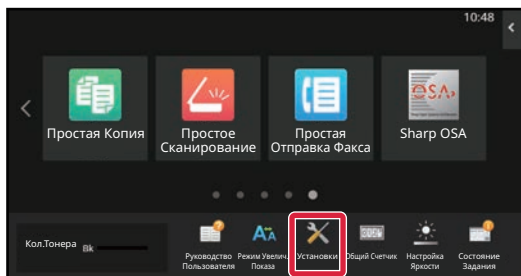 10:48
Простая Копия
Простое
Сканирование
Простая
Отправка Факса
Sharp OSA
Кол.Тонера
Bk
Руководство
Пользователя
Режим Увелич.
Показа
Установки
Общий Счетчик
Настройка
Яркости
Состояние
Задания